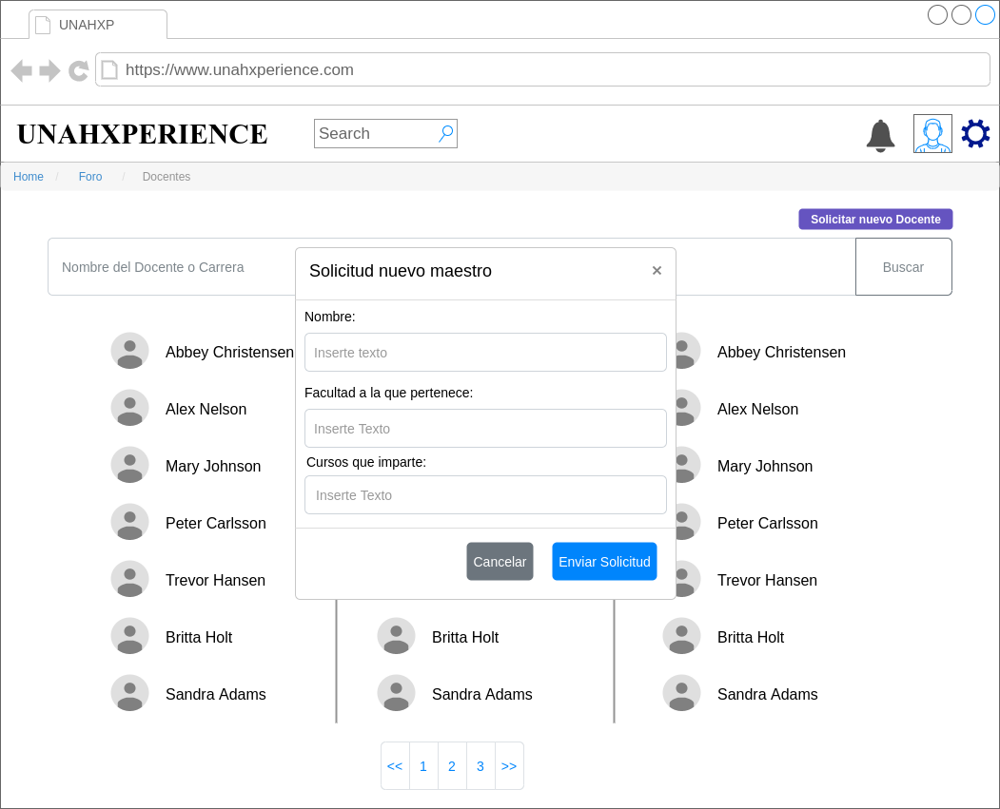 UNAHXP
https://www.unahxperience.com
UNAHXPERIENCE
Search
Home / Foro / Docentes
Solicitar nuevo Docente
Nombre del Docente o Carrera
Buscar
Solicitud nuevo maestro ×
Nombre:
Inserte texto
Facultad a la que pertenece:
Inserte Texto
Cursos que imparte:
Inserte Texto
Cancelar Enviar Solicitud
Abbey Christensen
Alex Nelson
Mary Johnson
Peter Carlsson
Trevor Hansen
Britta Holt
Sandra Adams
Britta Holt
Sandra Adams
Abbey Christensen
Alex Nelson
Mary Johnson
Peter Carlsson
Trevor Hansen
Britta Holt
Sandra Adams
<< 1 2 3 >>